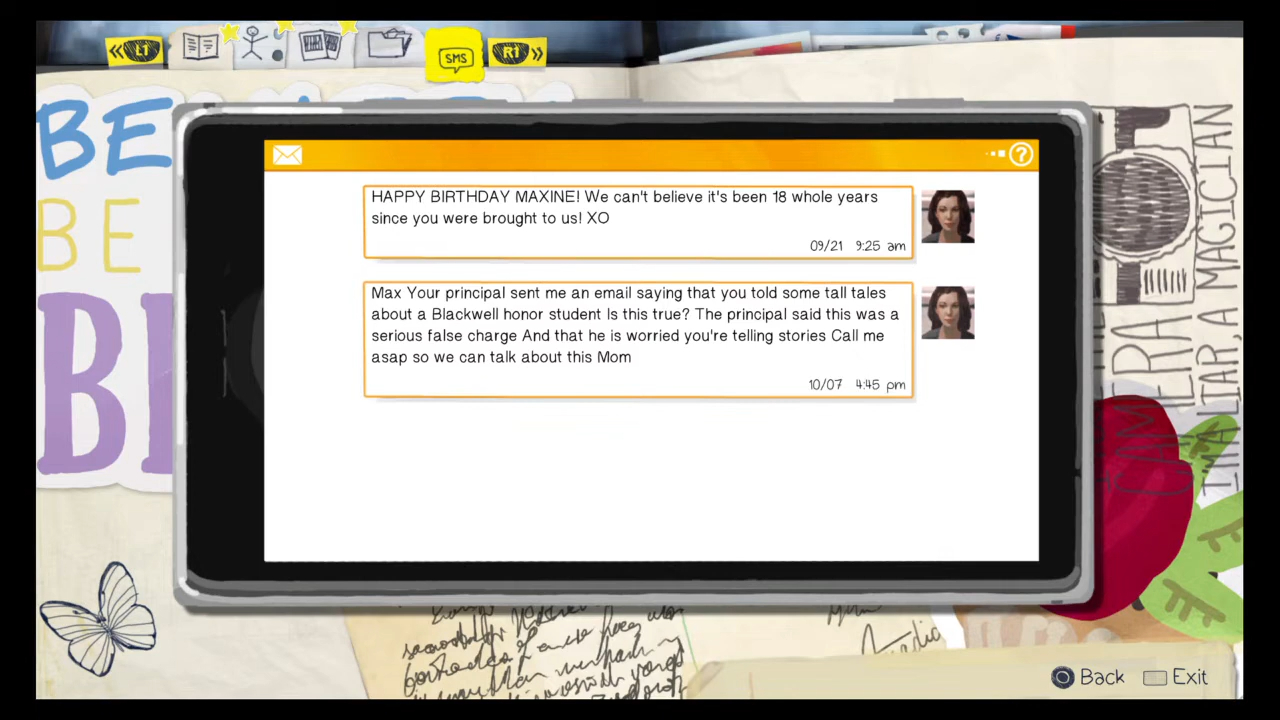 L1
SMS
R1
HAPPY BIRTHDAY MAXINE! We can't believe it's been 18 whole years
since you were brought to us! XO
09/21 9:25 am
Max Your principal sent me an email saying that you told some tall tales
about a Blackwell honor student Is this true? The principal said this was a
serious false charge And that he is worried you're telling stories Call me
asap so we can talk about this Mom
10/07 4:45 pm
?
BE
BE
CAMERA
I'M A LIAR, A MAGICIAN
Back
Exit